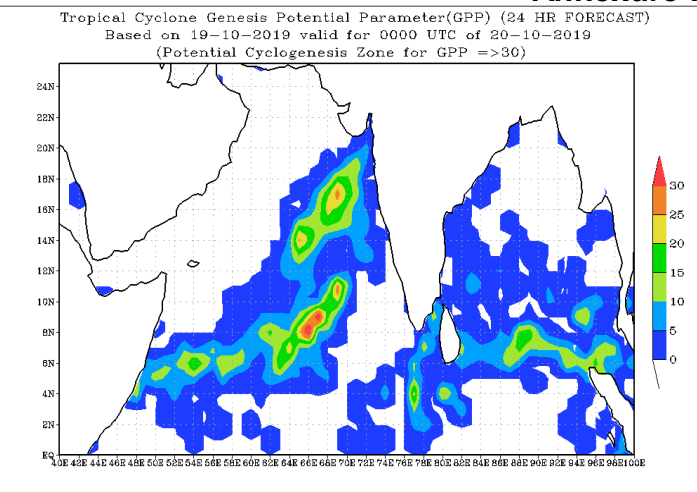 Tropical Cyclone Genesis Potential Parameter(GPP) (24 HR FORECAST)
Based on 19-10-2019 valid for 0000 UTC of 20-10-2019
(Potential Cyclogenesis Zone for GPP =>30)
24N
22N
20N
18N
16N
14N
12N
10N
8N
6N
4N
2N
EQ
40E 42E 44E 46E 48E 50E 52E 54E 56E 58E 60E 62E 64E 66E 68E 70E 72E 74E 76E 78E 80E 82E 84E 86E 88E 90E 92E 94E 96E 98E 100E
30
25
20
15
10
5
0